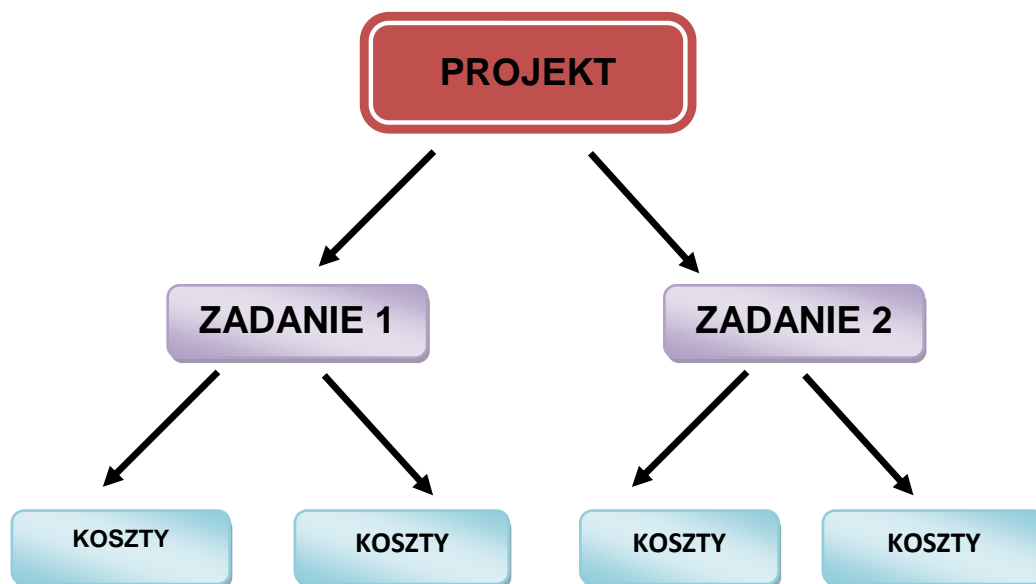 PROJEKT
ZADANIE 1
ZADANIE 2
KOSZTY
KOSZTY
KOSZTY
KOSZTY